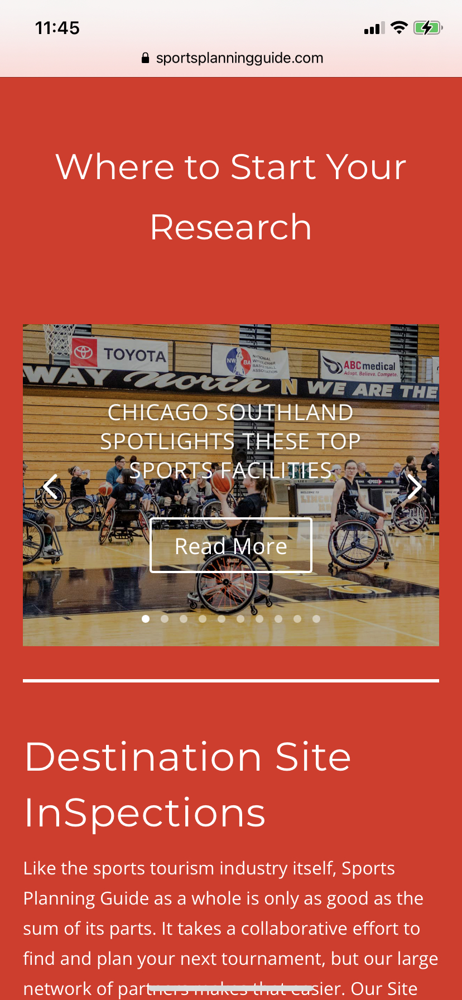 11:45
sportsplanningguide.com
Where to Start Your
Research
TOYOTA
NW BA
NATIONAL
WHEELCHAIR
BASKETBALL
ASSOCIATION
ABC medical
Adapt. Believe. Compete.
WAY North N WE ARE THE
CHICAGO SOUTHLAND
SPOTLIGHTS THESE TOP
SPORTS FACILITIES
WELCOME TO
Read More
Destination Site
InSpections
Like the sports tourism industry itself, Sports
Planning Guide as a whole is only as good as the
sum of its parts. It takes a collaborative effort to
find and plan your next tournament, but our large
network of partners makes that easier. Our Site